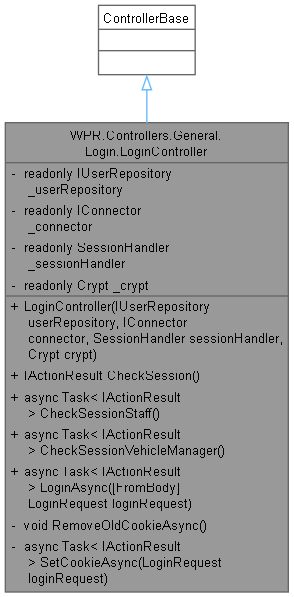 ControllerBase
WPR.Controllers.General.
Login.LoginController
- readonly IUserRepository
_userRepository
- readonly IConnector
_connector
- readonly SessionHandler
_sessionHandler
- readonly Crypt _crypt
+ LoginController(IUserRepository
userRepository, IConnector
connector, SessionHandler sessionHandler,
Crypt crypt)
+ IActionResult CheckSession()
+ async Task< IActionResult
> CheckSessionStaff()
+ async Task< IActionResult
> CheckSessionVehicleManager()
+ async Task< IActionResult
> LoginAsync([FromBody]
LoginRequest loginRequest)
- void RemoveOldCookieAsync()
- async Task< IActionResult
> SetCookieAsync(LoginRequest
loginRequest)